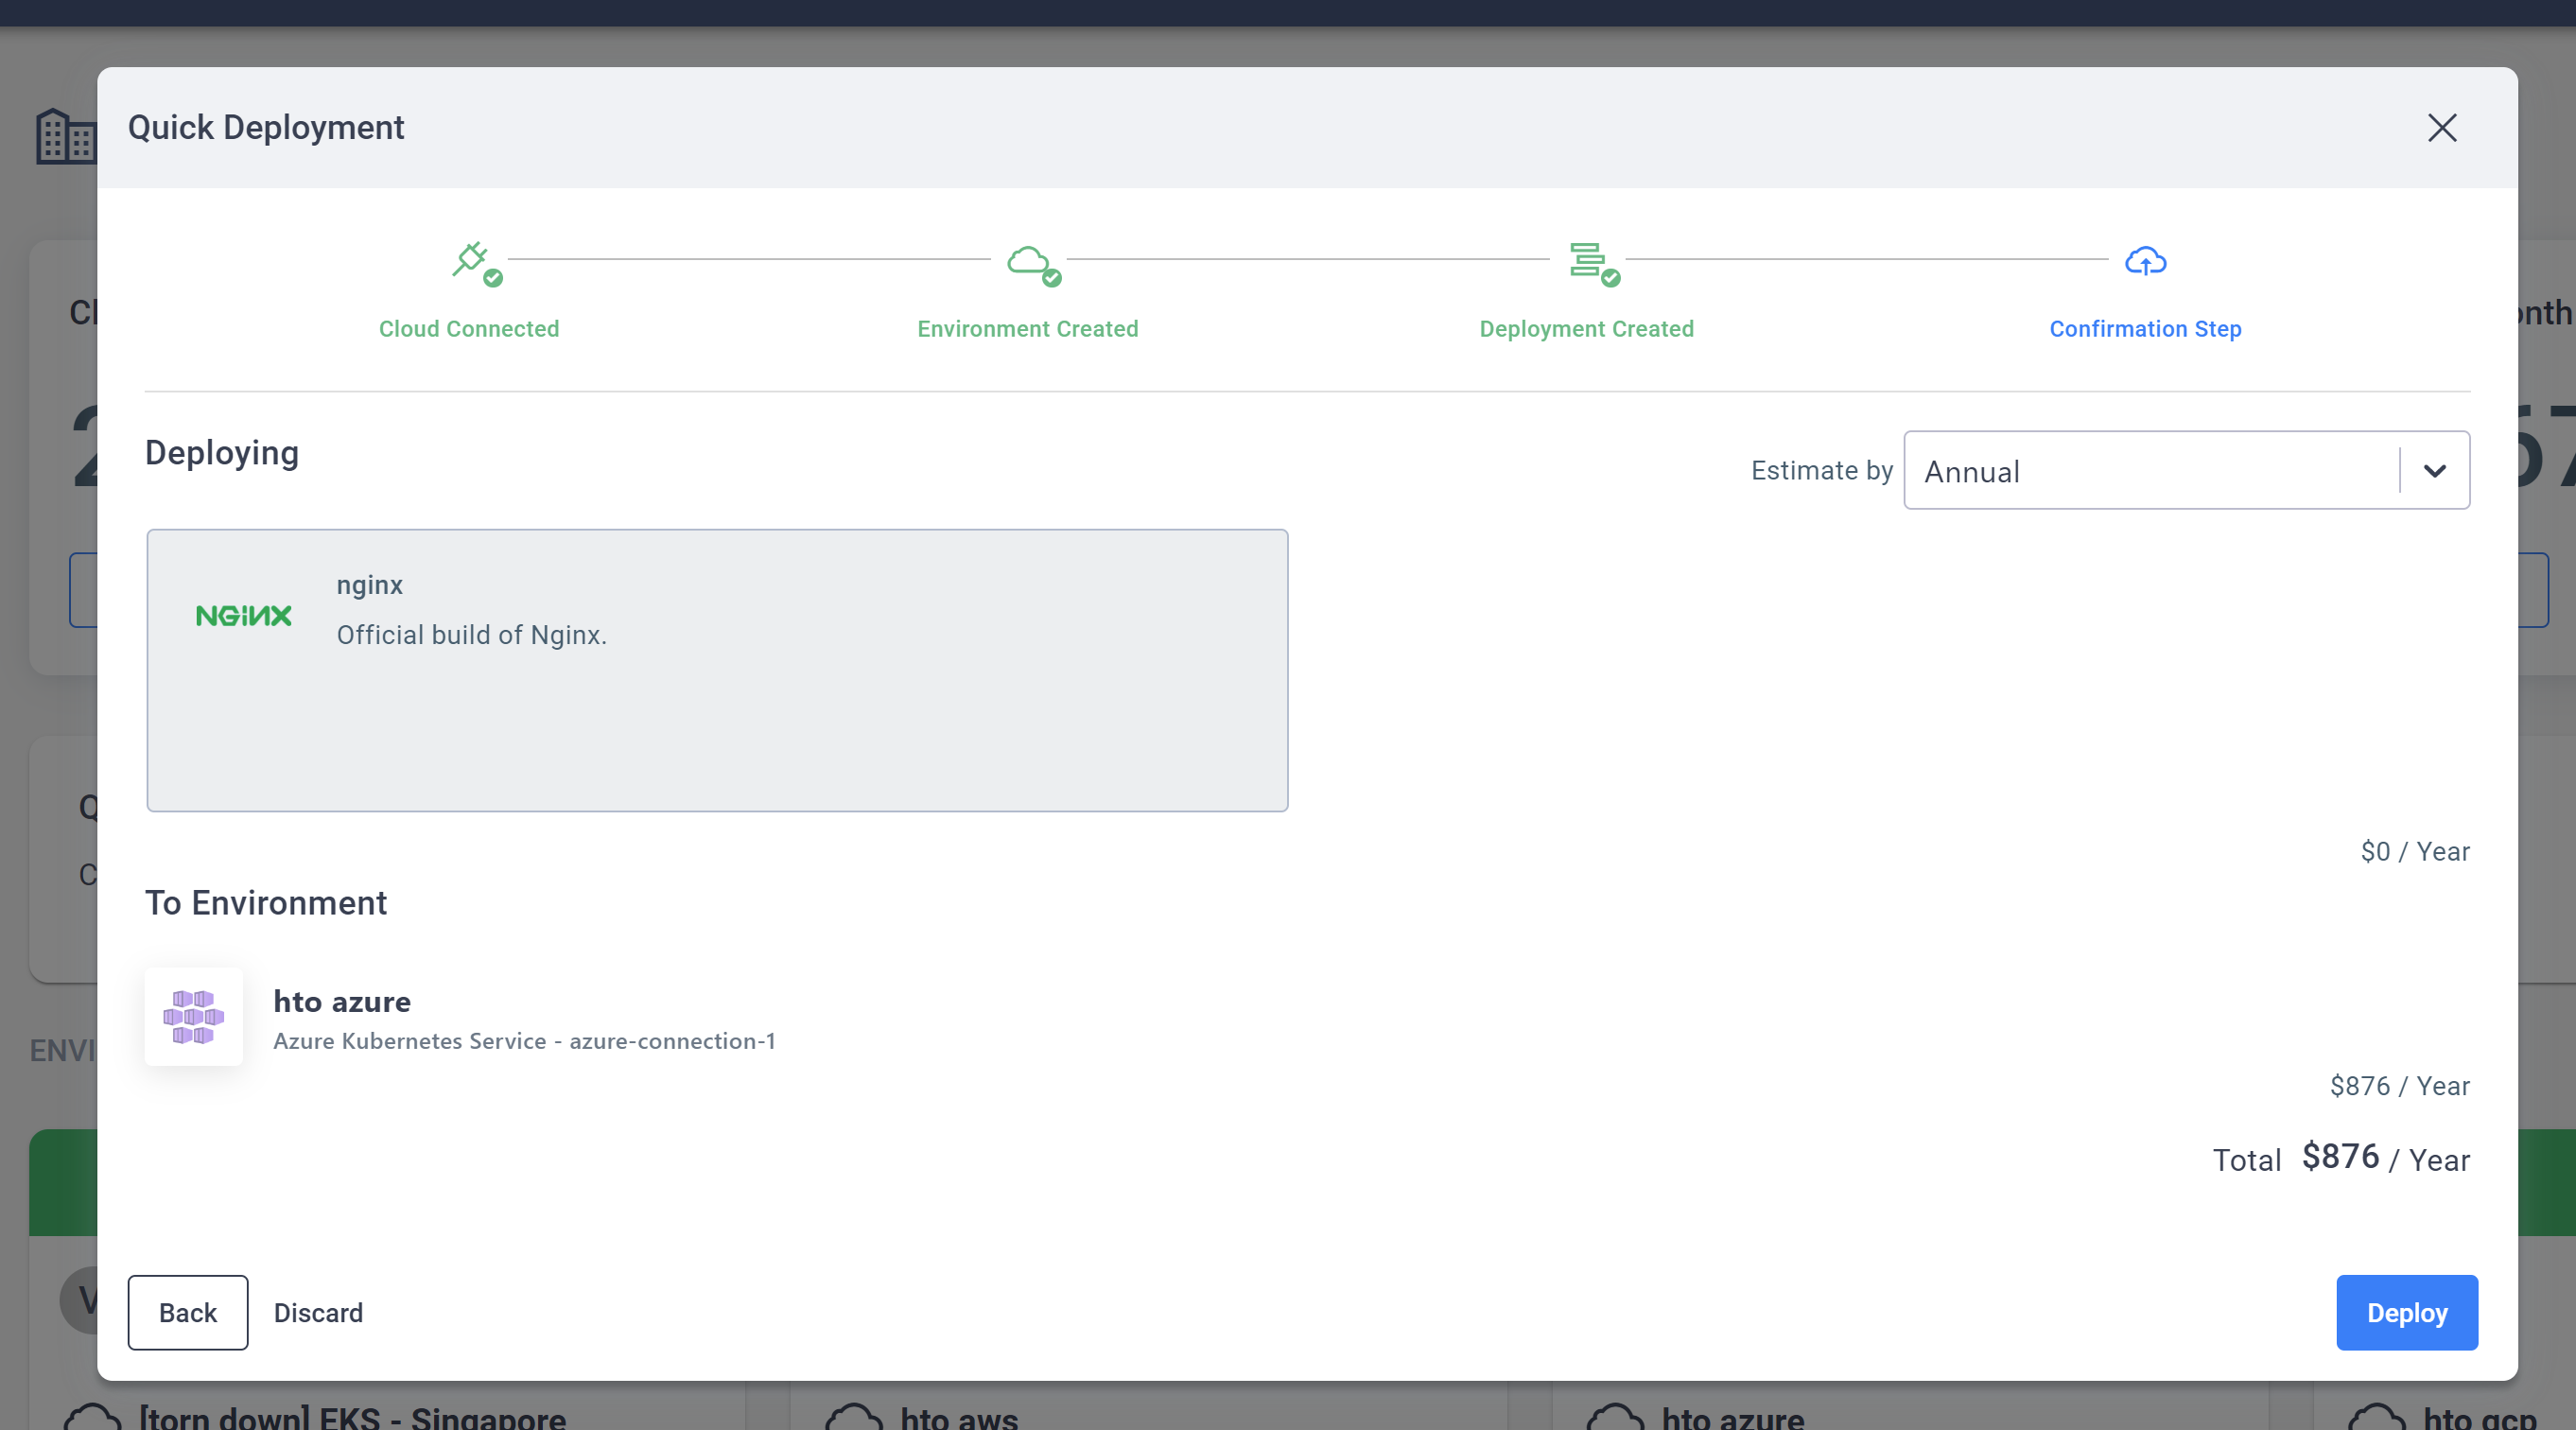 Quick Deployment
Cloud Connected
Environment Created
Deployment Created
Confirmation Step
Deploying
Estimate by
Annual
NGINX
nginx
Official build of Nginx.
$0 / Year
To Environment
hto azure
Azure Kubernetes Service - azure-connection-1
$876 / Year
Total $876 / Year
Back
Discard
Deploy
[torn down] EKS - Singapore
hto aws
hto azure
hto gcp